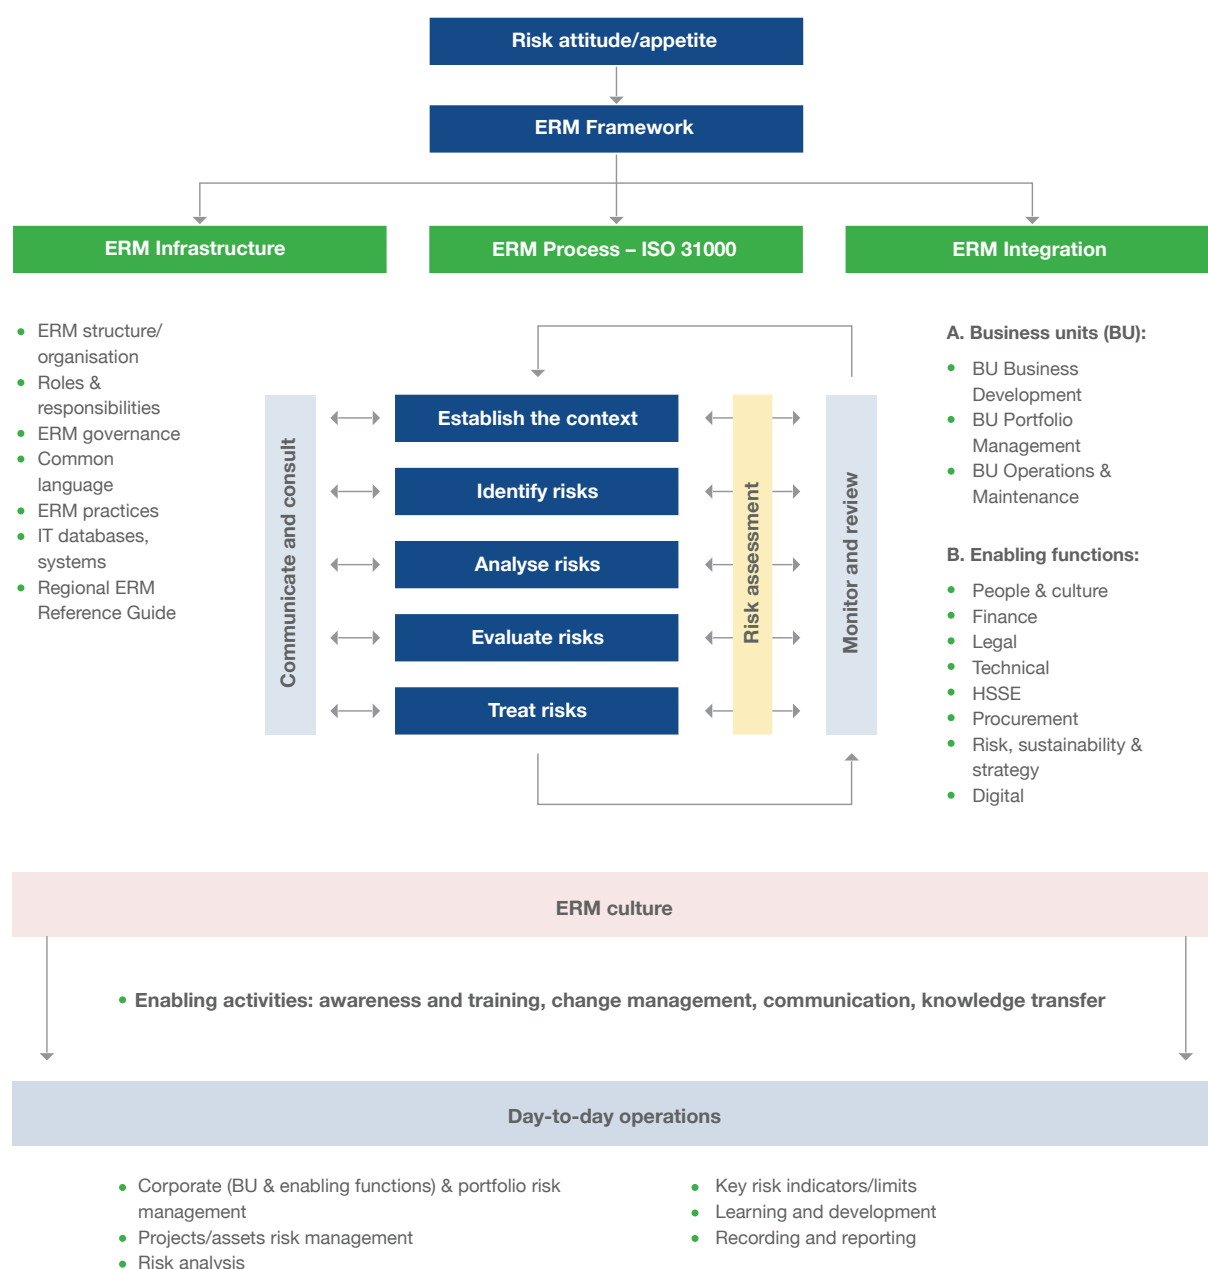 Risk attitude/appetite
ERM Framework
ERM Infrastructure
ERM Process – ISO 31000
ERM Integration
ERM structure/
organisation
Roles &
responsibilities
ERM governance
Common
language
ERM practices
IT databases,
systems
Regional ERM
Reference Guide
Communicate and consult
Establish the context
Identify risks
Analyse risks
Evaluate risks
Treat risks
Risk assessment
Monitor and review
A. Business units (BU):
BU Business
Development
BU Portfolio
Management
BU Operations &
Maintenance
B. Enabling functions:
People & culture
Finance
Legal
Technical
HSSE
Procurement
Risk, sustainability &
strategy
Digital
ERM culture
Enabling activities: awareness and training, change management, communication, knowledge transfer
Day-to-day operations
Corporate (BU & enabling functions) & portfolio risk
management
Projects/assets risk management
Risk analysis
Key risk indicators/limits
Learning and development
Recording and reporting